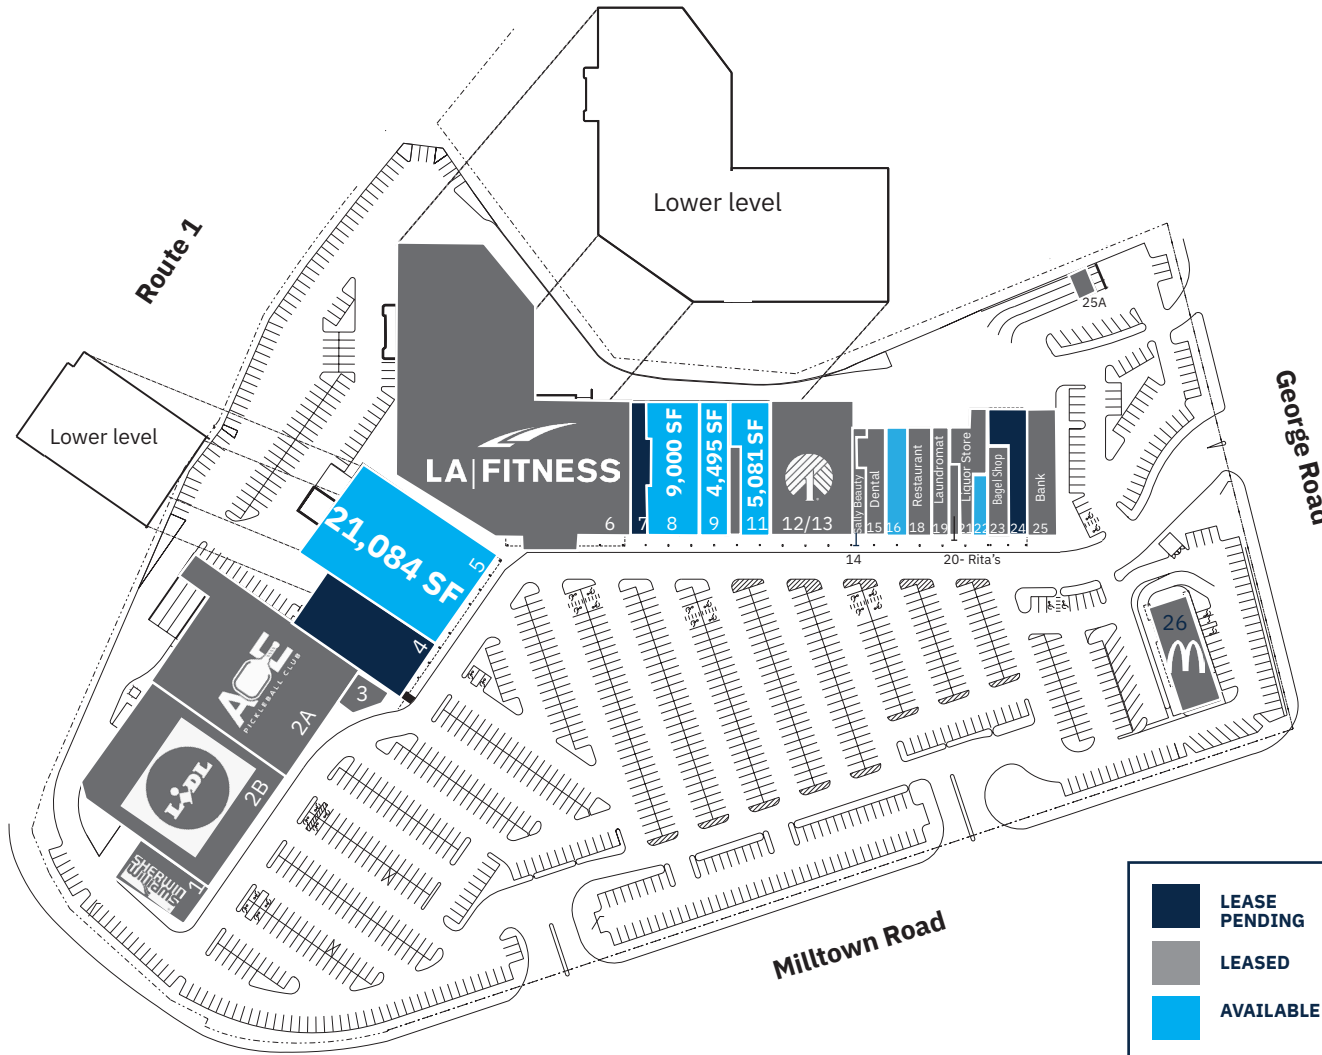 Lower level
Route 1
Lower level
25A
George Road
LA FITNESS
6
7
9,000 SF
8
4,495 SF
9
5,081 SF
11
12/13
Sally Beauty
14
Dental
15
16
Restaurant
18
Laundromat
19
20- Rita's
Liquor Store
21
22
Bagel Shop
23
24
Bank
25
21,084 SF
5
4
3
ACE
PICKLEBALL CLUB
2A
LIDL
2B
SHERWIN
Williams
1
26
Milltown Road
LEASE
PENDING
LEASED
AVAILABLE